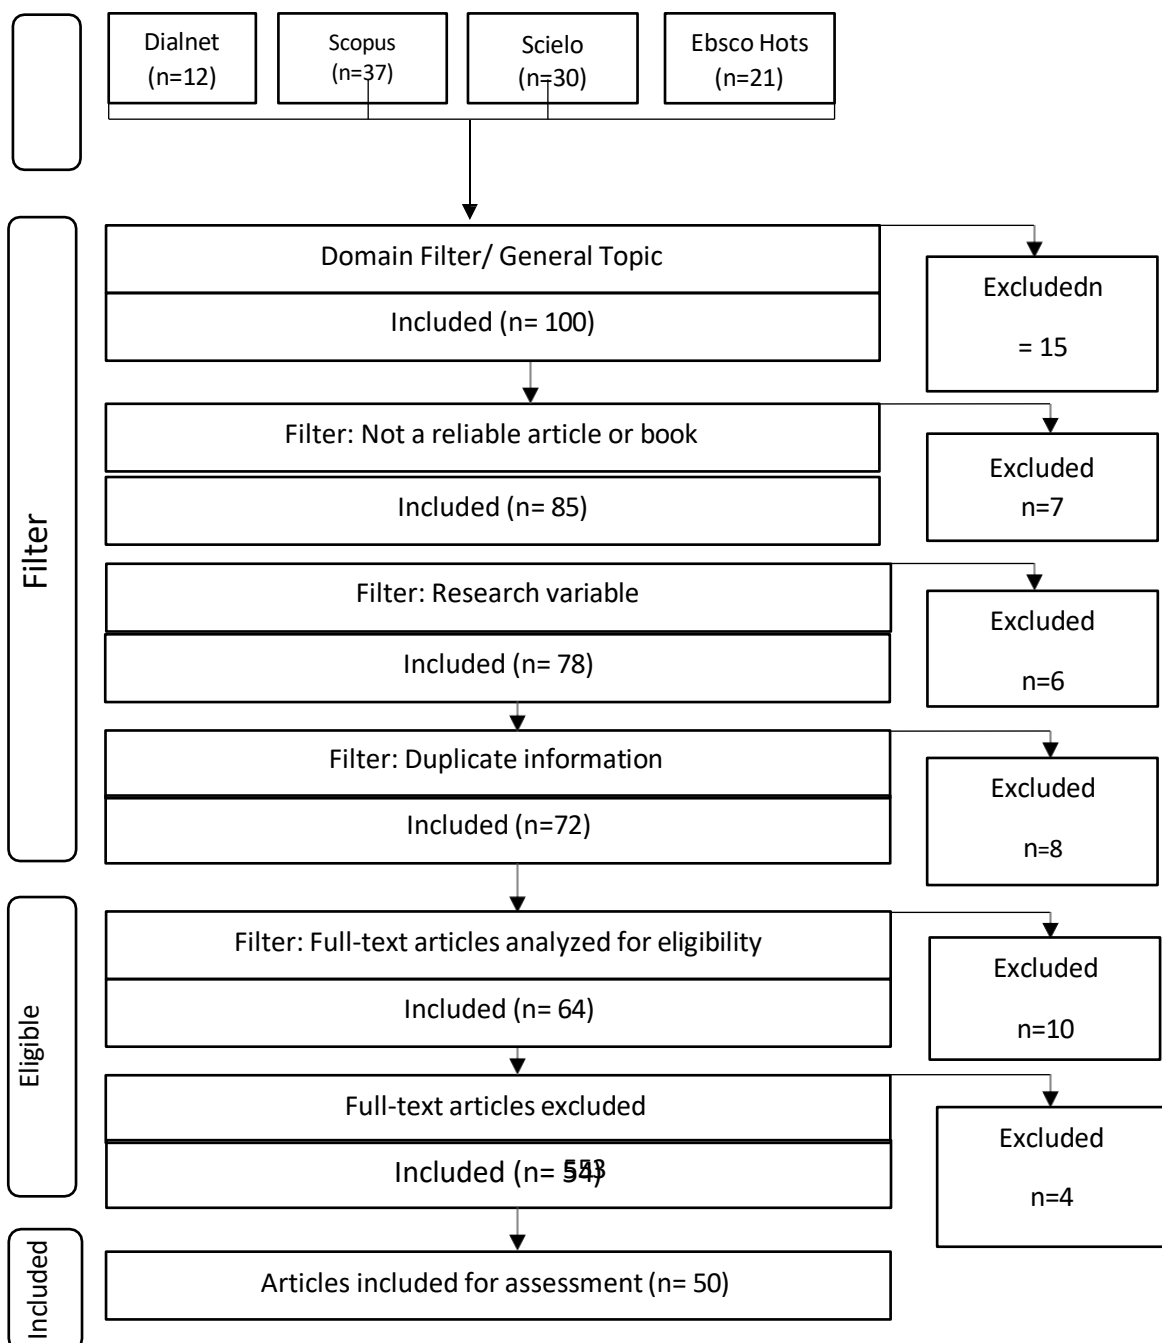 Dialnet
(n=12)
Scopus
(n=37)
Scielo
(n=30)
Ebsco Hots
(n=21)
Filter
Domain Filter/ General Topic
Included (n= 100)
Excludedn
= 15
Filter: Not a reliable article or book
Included (n= 85)
Excluded
n=7
Filter: Research variable
Included (n= 78)
Excluded
n=6
Filter: Duplicate information
Included (n=72)
Excluded
n=8
Eligible
Filter: Full-text articles analyzed for eligibility
Included (n= 64)
Excluded
n=10
Full-text articles excluded
Included (n= 54)
Excluded
n=4
Included
Articles included for assessment (n= 50)